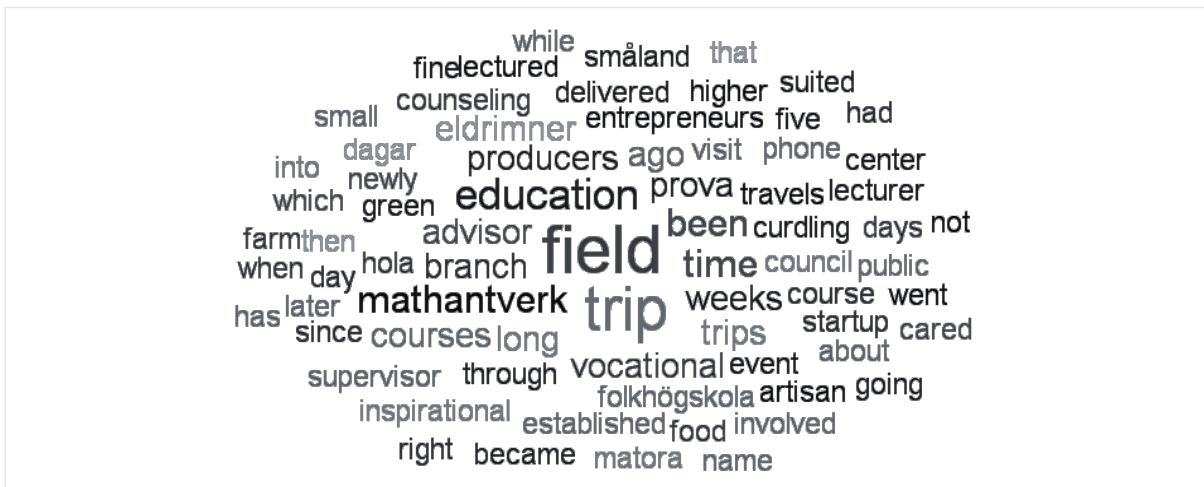 while småland that
finelectured
counseling delivered higher suited
small eldrimner entrepreneurs five had
into dagar producers ago visit phone center
which newly education prova travels lecturer
green
farm then advisor field been curdling days not
when day hola branch time council public
has later mathantverk trip weeks course went
since courses long trips startup cared
supervisor through vocational event about
folkhögskola artisan going
inspirational established food involved
right became matora name